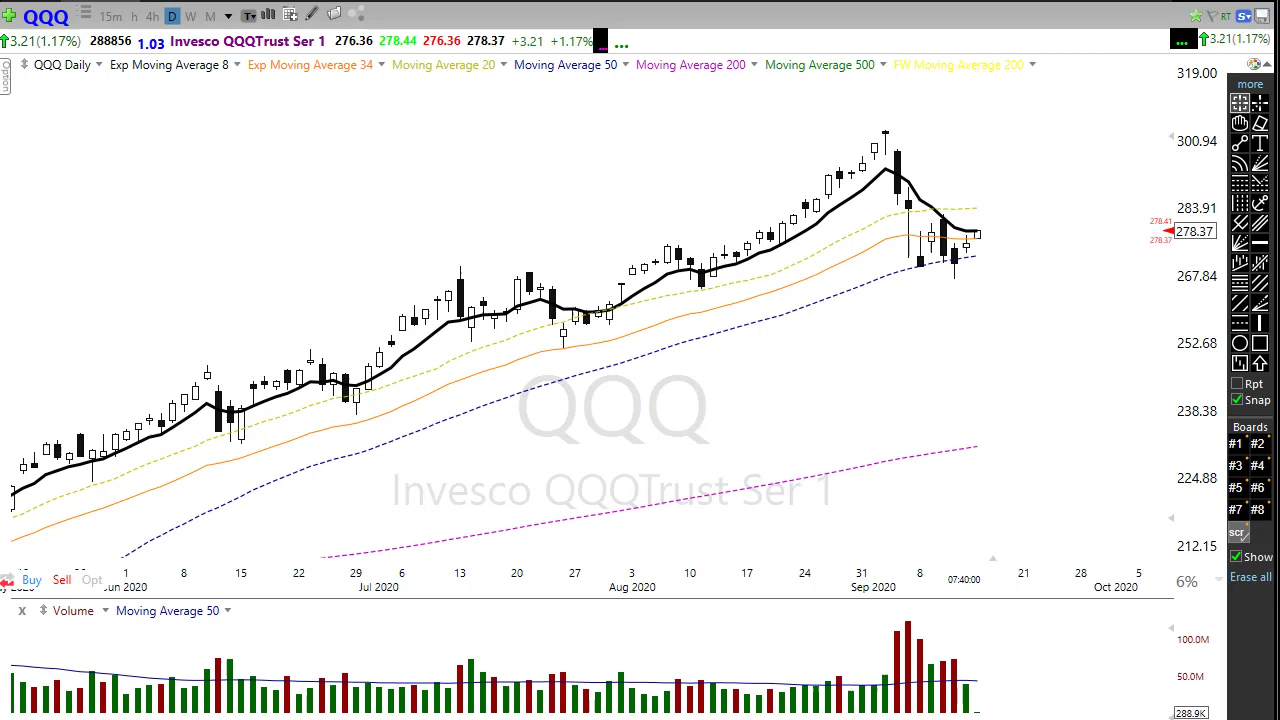 QQQ 15m h 4h D W M T RT S
3.21(1.17%) 288856 1.03 Invesco QQQTrust Ser 1 276.36 278.44 276.36 278.37 +3.21 +1.17% 3.21(1.17%)
QQQ Daily Exp Moving Average 8 Exp Moving Average 34 Moving Average 20 Moving Average 50 Moving Average 200 Moving Average 500 FW Moving Average 200
Option
319.00
more
300.94
283.91
278.41
278.37
278.37
267.84
252.68
238.38
224.88
212.15
QQQ
Invesco QQQTrust Ser 1
Rpt
Snap
Boards
#1 #2
#3 #4
#5 #6
#7 #8
scr
Show
Erase all
1 8 15 22 29 6 13 20 27 3 10 17 24 31 8 07:40:00 21 28 5
Jun 2020 Jul 2020 Aug 2020 Sep 2020 Oct 2020
Buy Sell Opt 6%
X Volume Moving Average 50
100.0M
50.0M
288.9K